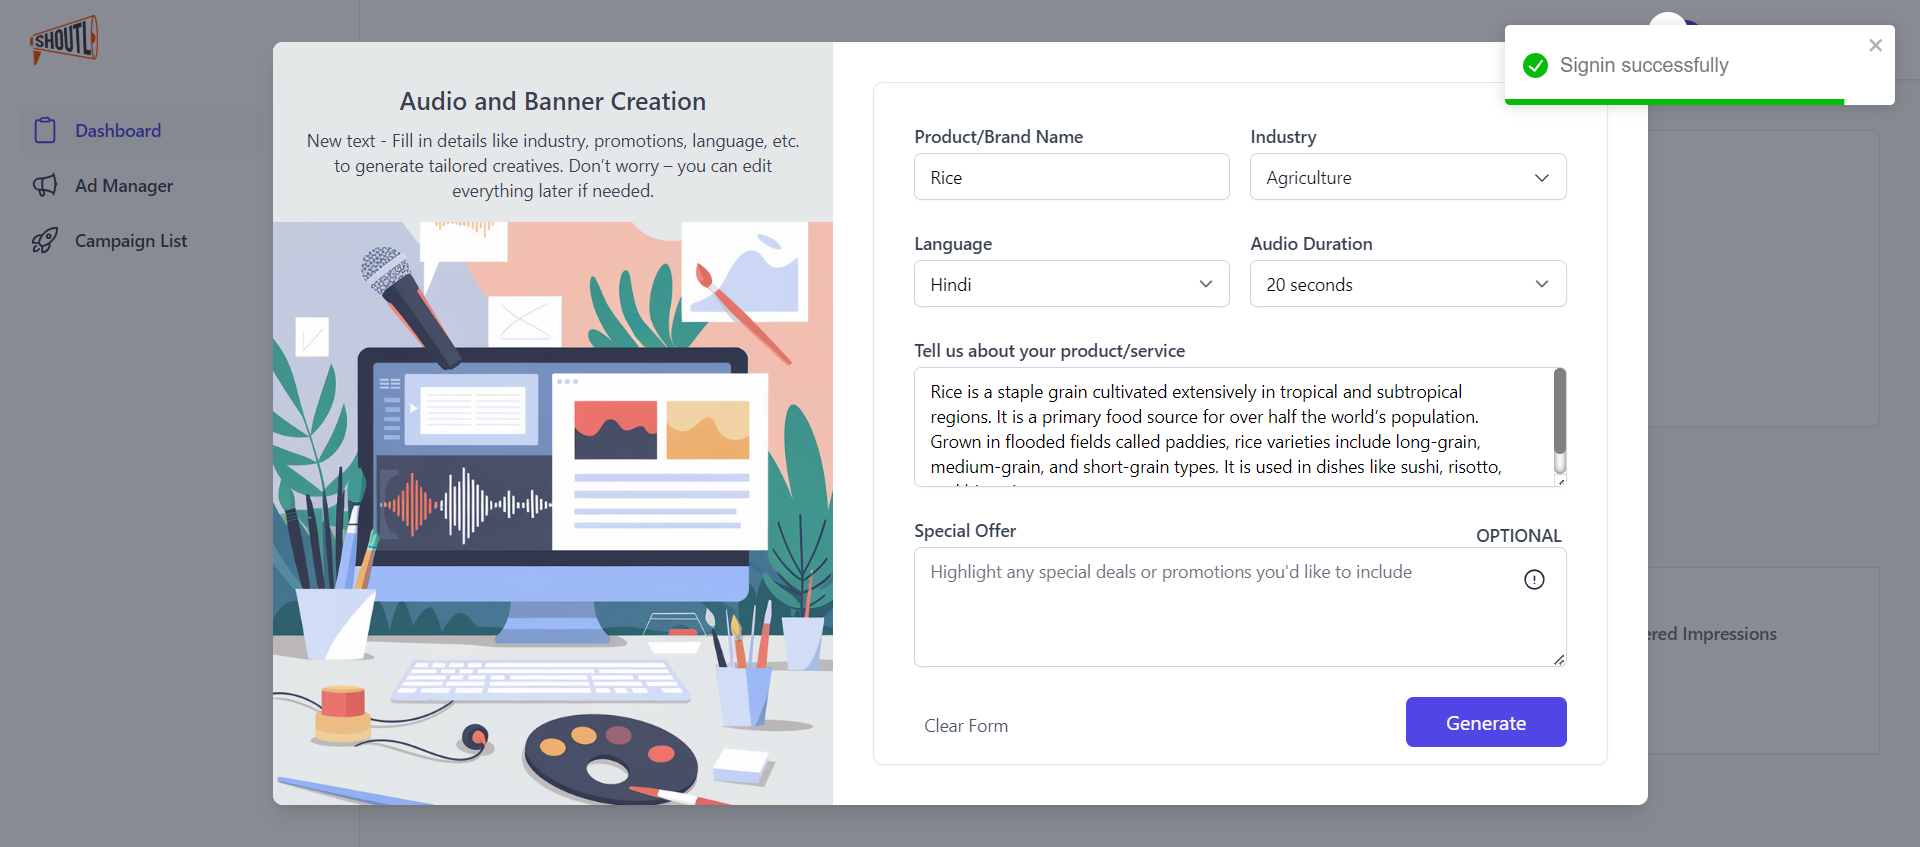 SHOUTL
Dashboard
Ad Manager
Campaign List
Audio and Banner Creation
New text - Fill in details like industry, promotions, language, etc.
to generate tailored creatives. Don’t worry – you can edit
everything later if needed.
Signin successfully
Product/Brand Name
Industry
Rice
Agriculture
Language
Audio Duration
Hindi
20 seconds
Tell us about your product/service
Rice is a staple grain cultivated extensively in tropical and subtropical
regions. It is a primary food source for over half the world’s population.
Grown in flooded fields called paddies, rice varieties include long-grain,
medium-grain, and short-grain types. It is used in dishes like sushi, risotto,
Special Offer
OPTIONAL
Highlight any special deals or promotions you'd like to include
Clear Form
Generate
ered Impressions